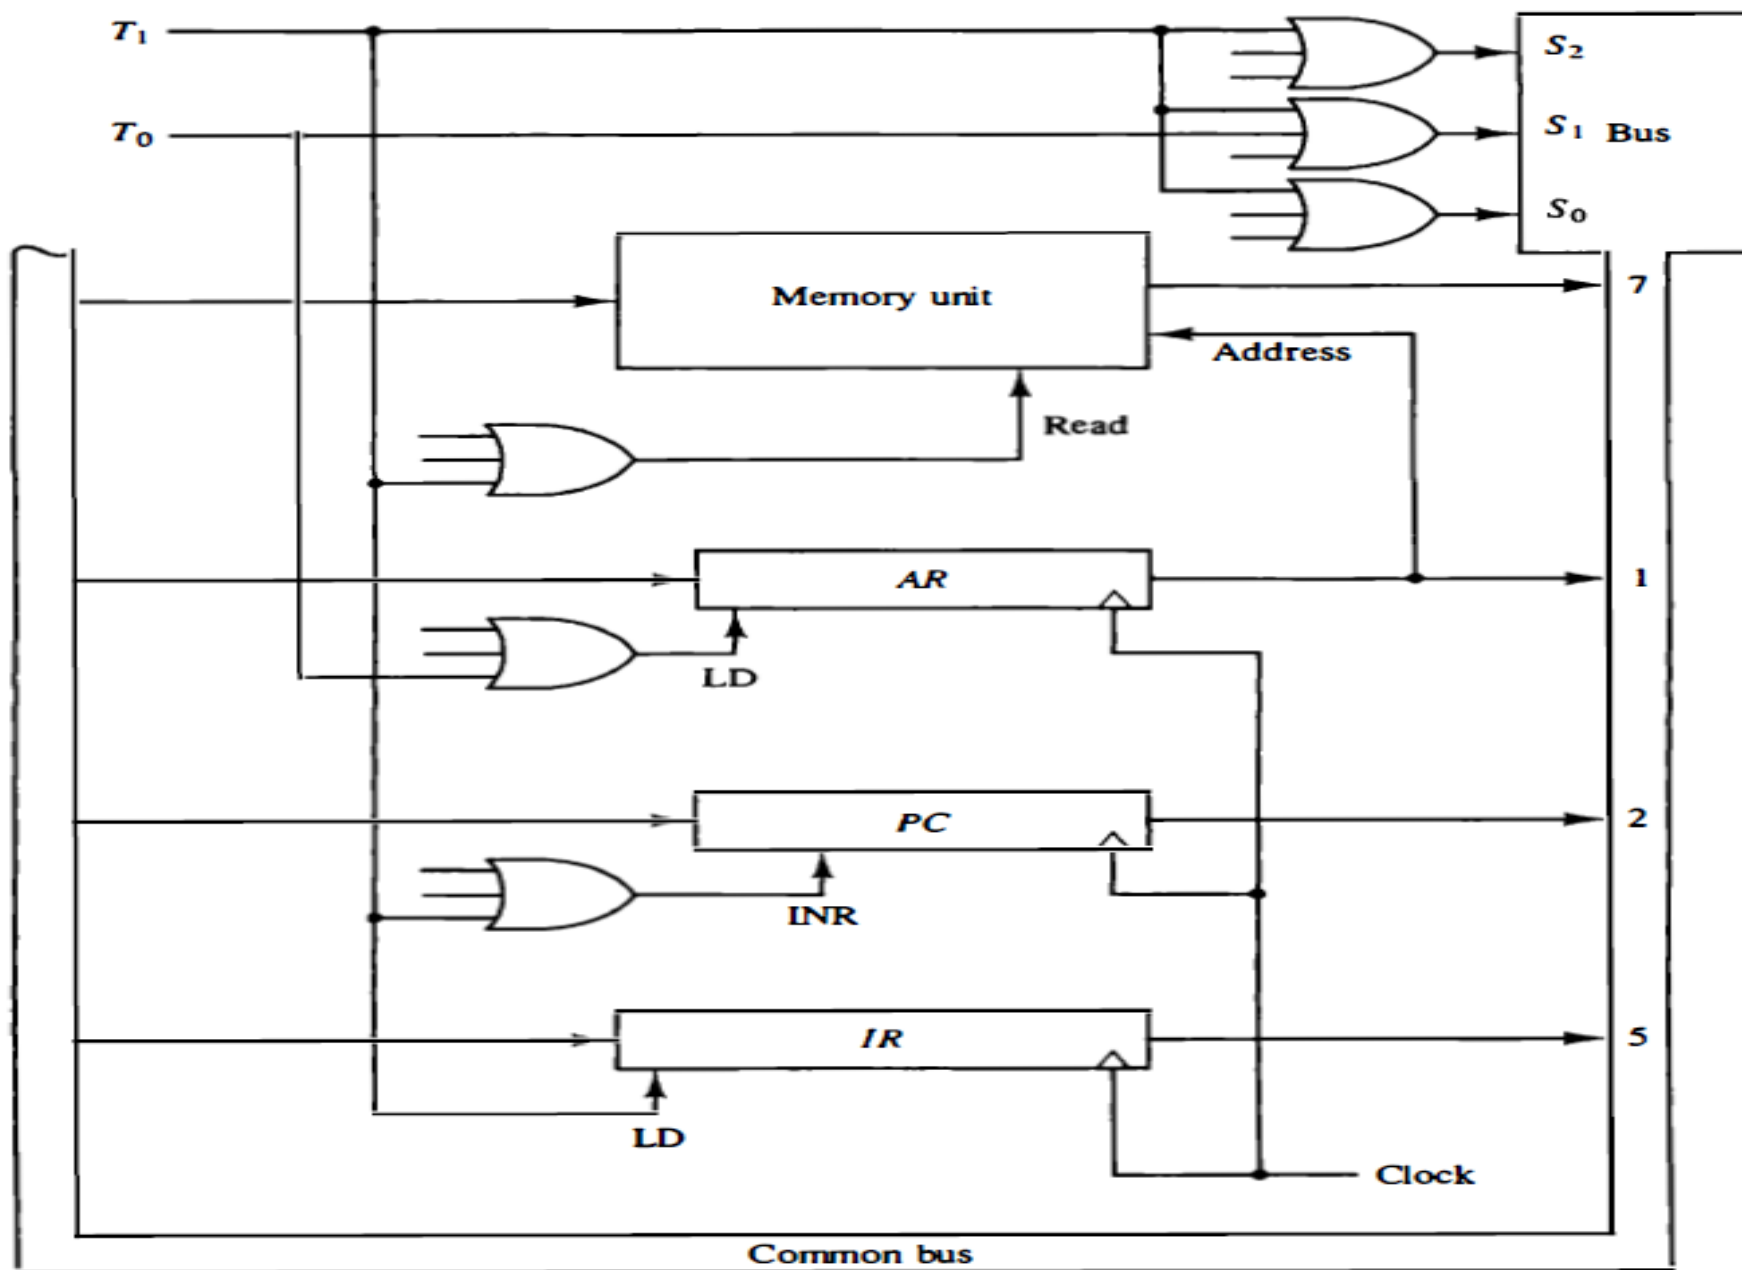 T1
S2
T0
S1 Bus
S0
Memory unit
7
Address
Read
AR
1
LD
PC
2
INR
IR
5
LD
Clock
Common bus